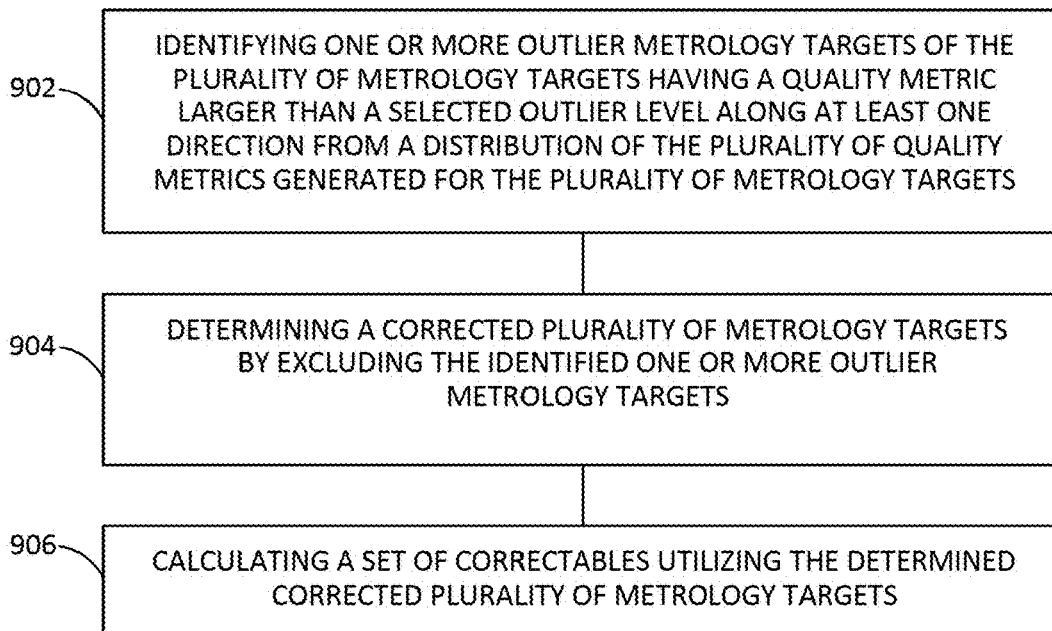 902
IDENTIFYING ONE OR MORE OUTLIER METROLOGY TARGETS OF THE
PLURALITY OF METROLOGY TARGETS HAVING A QUALITY METRIC
LARGER THAN A SELECTED OUTLIER LEVEL ALONG AT LEAST ONE
DIRECTION FROM A DISTRIBUTION OF THE PLURALITY OF QUALITY
METRICS GENERATED FOR THE PLURALITY OF METROLOGY TARGETS
904
DETERMINING A CORRECTED PLURALITY OF METROLOGY TARGETS
BY EXCLUDING THE IDENTIFIED ONE OR MORE OUTLIER
METROLOGY TARGETS
906
CALCULATING A SET OF CORRECTABLES UTILIZING THE DETERMINED
CORRECTED PLURALITY OF METROLOGY TARGETS